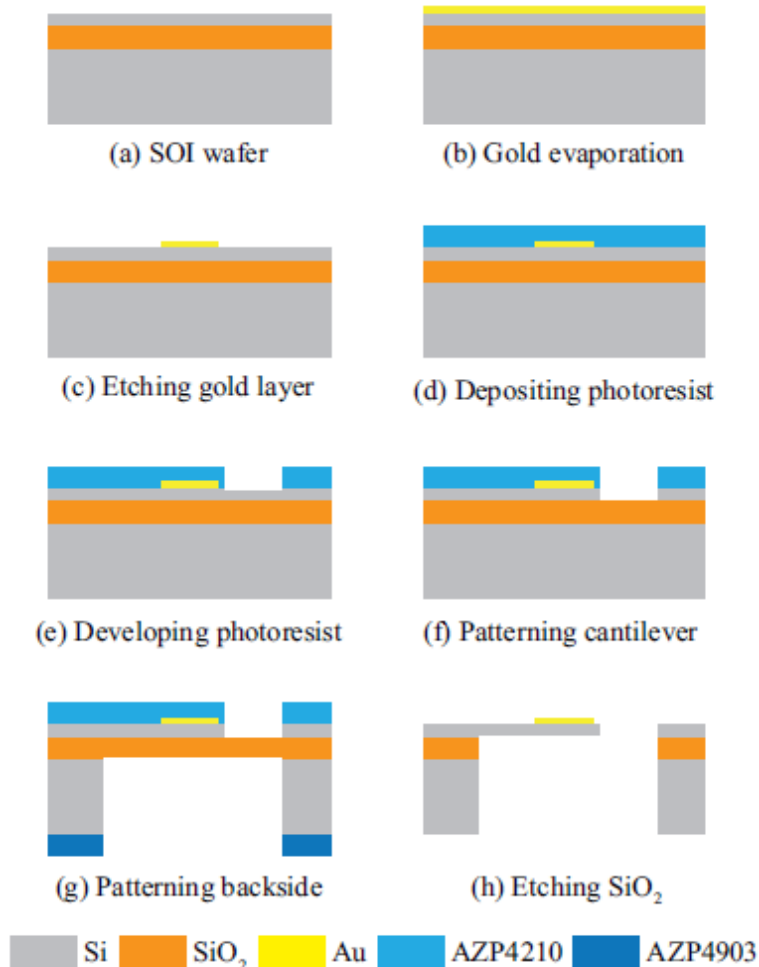 (a) SOI wafer
(b) Gold evaporation
(c) Etching gold layer
(d) Depositing photoresist
(e) Developing photoresist
(f) Patterning cantilever
(g) Patterning backside
(h) Etching SiO₂
Si SiO₂ Au AZP4210 AZP4903